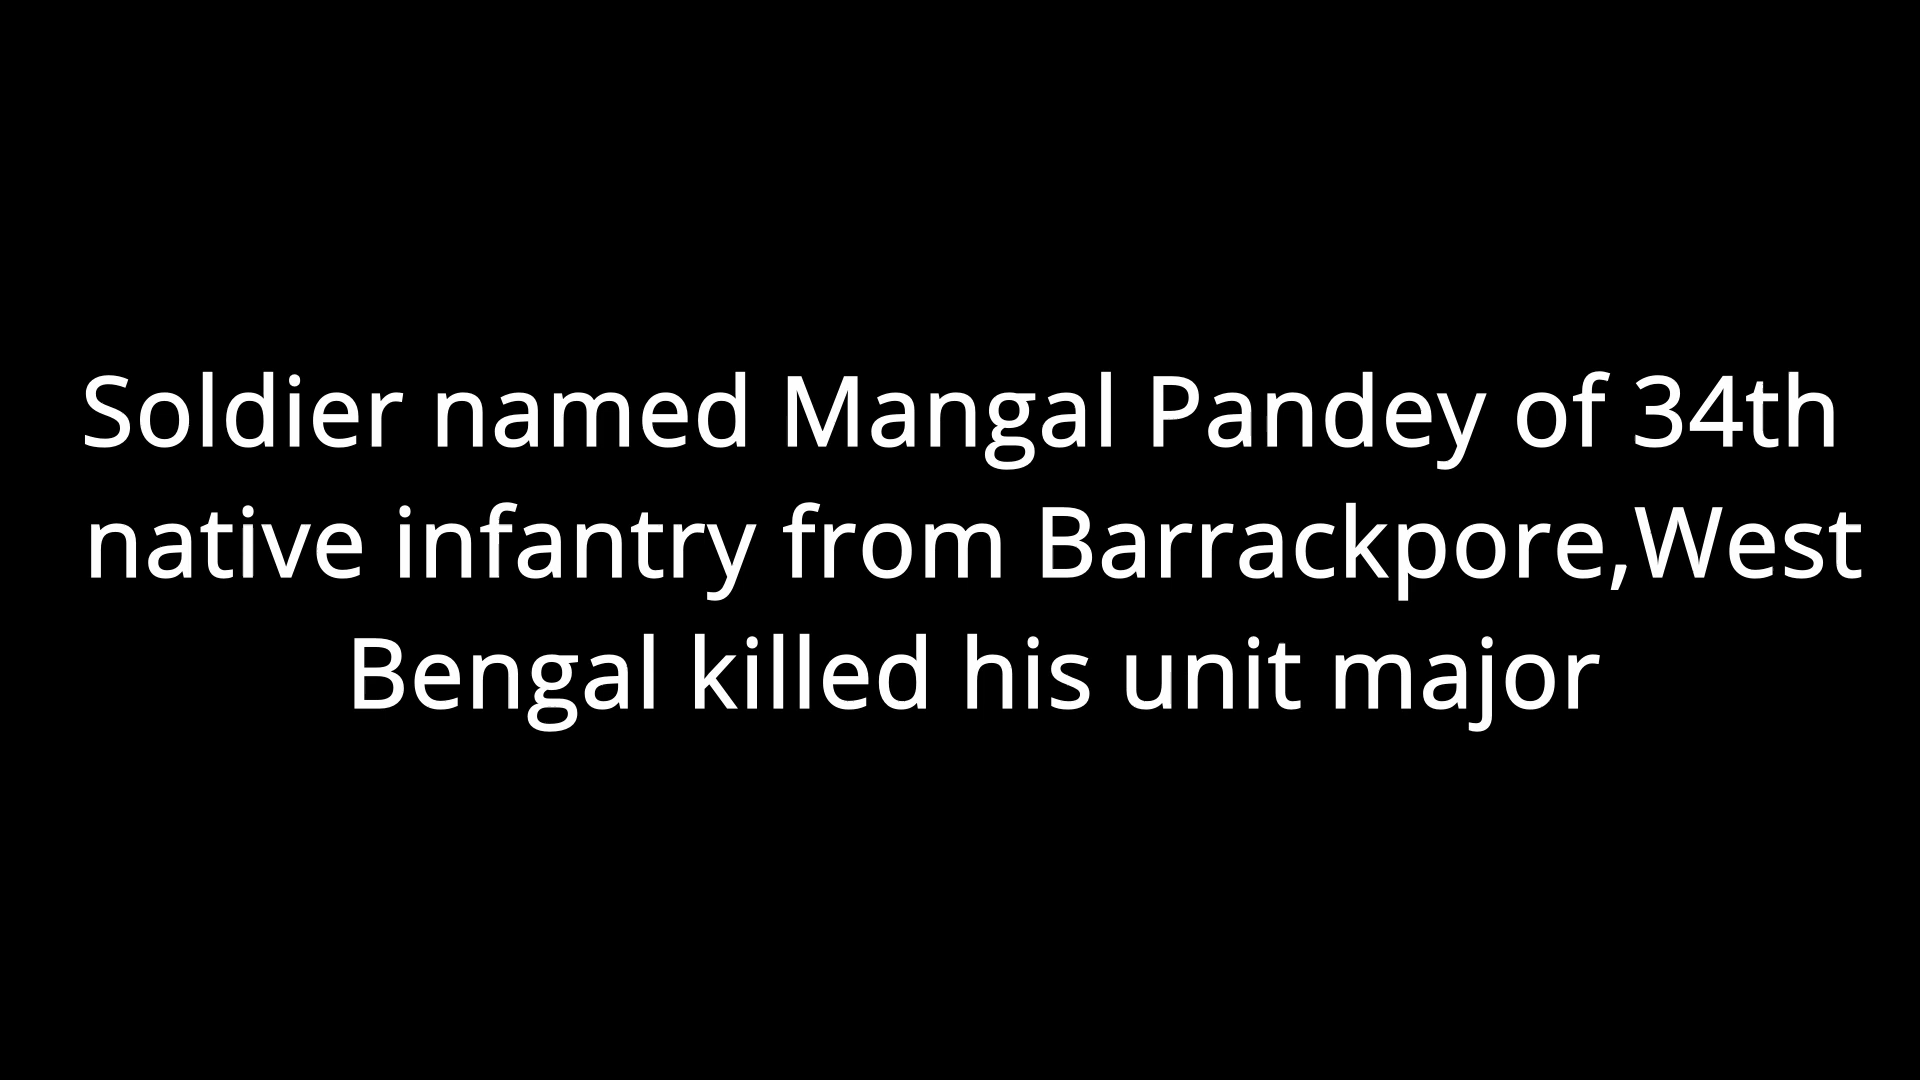 Soldier named Mangal Pandey of 34th
native infantry from Barrackpore,West
Bengal killed his unit major